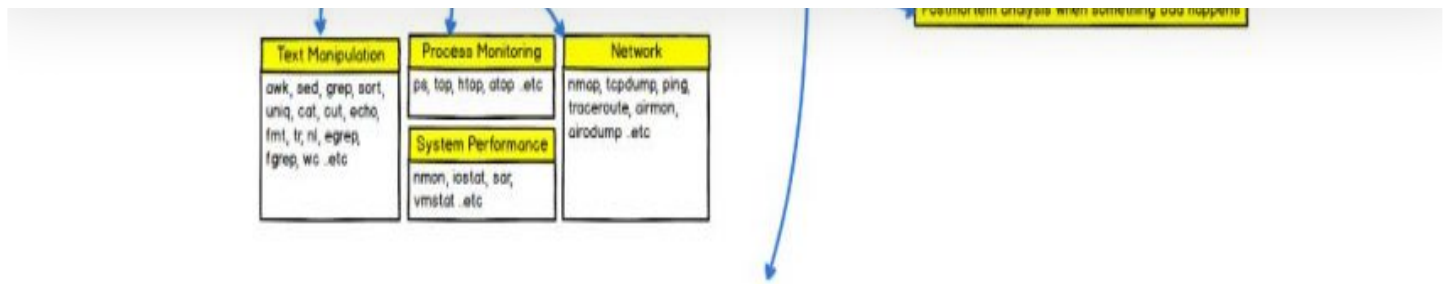 Postmortem analysis when something bad happens
Text Manipulation
awk, sed, grep, sort,
uniq, cat, cut, echo,
fmt, tr, nl, egrep,
fgrep, wc ..etc
Process Monitoring
ps, top, htop, atop ..etc
System Performance
nmon, iostat, sar,
vmstat ..etc
Network
nmap, tcpdump, ping,
traceroute, airmon,
airodump ..etc